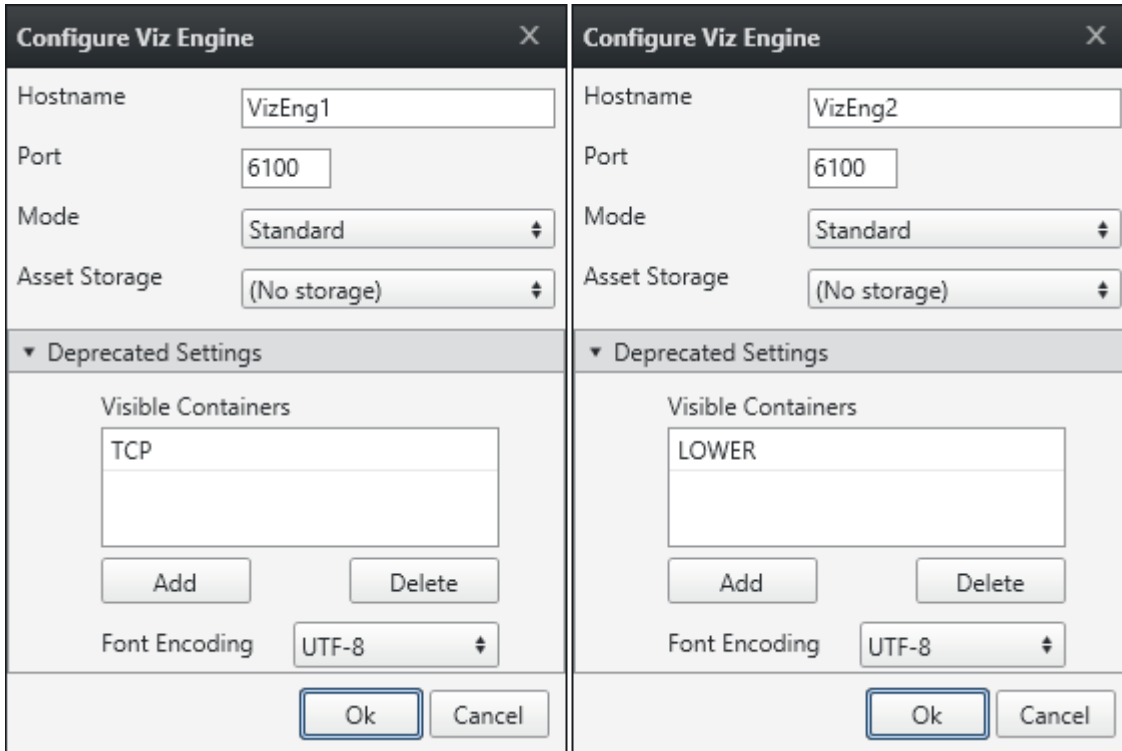 Configure Viz Engine
Hostname
VizEng1
Port
6100
Mode
Standard
Asset Storage
(No storage)
Deprecated Settings
Visible Containers
TCP
Add
Delete
Font Encoding
UTF-8
Ok
Cancel
Configure Viz Engine
Hostname
VizEng2
Port
6100
Mode
Standard
Asset Storage
(No storage)
Deprecated Settings
Visible Containers
LOWER
Add
Delete
Font Encoding
UTF-8
Ok
Cancel